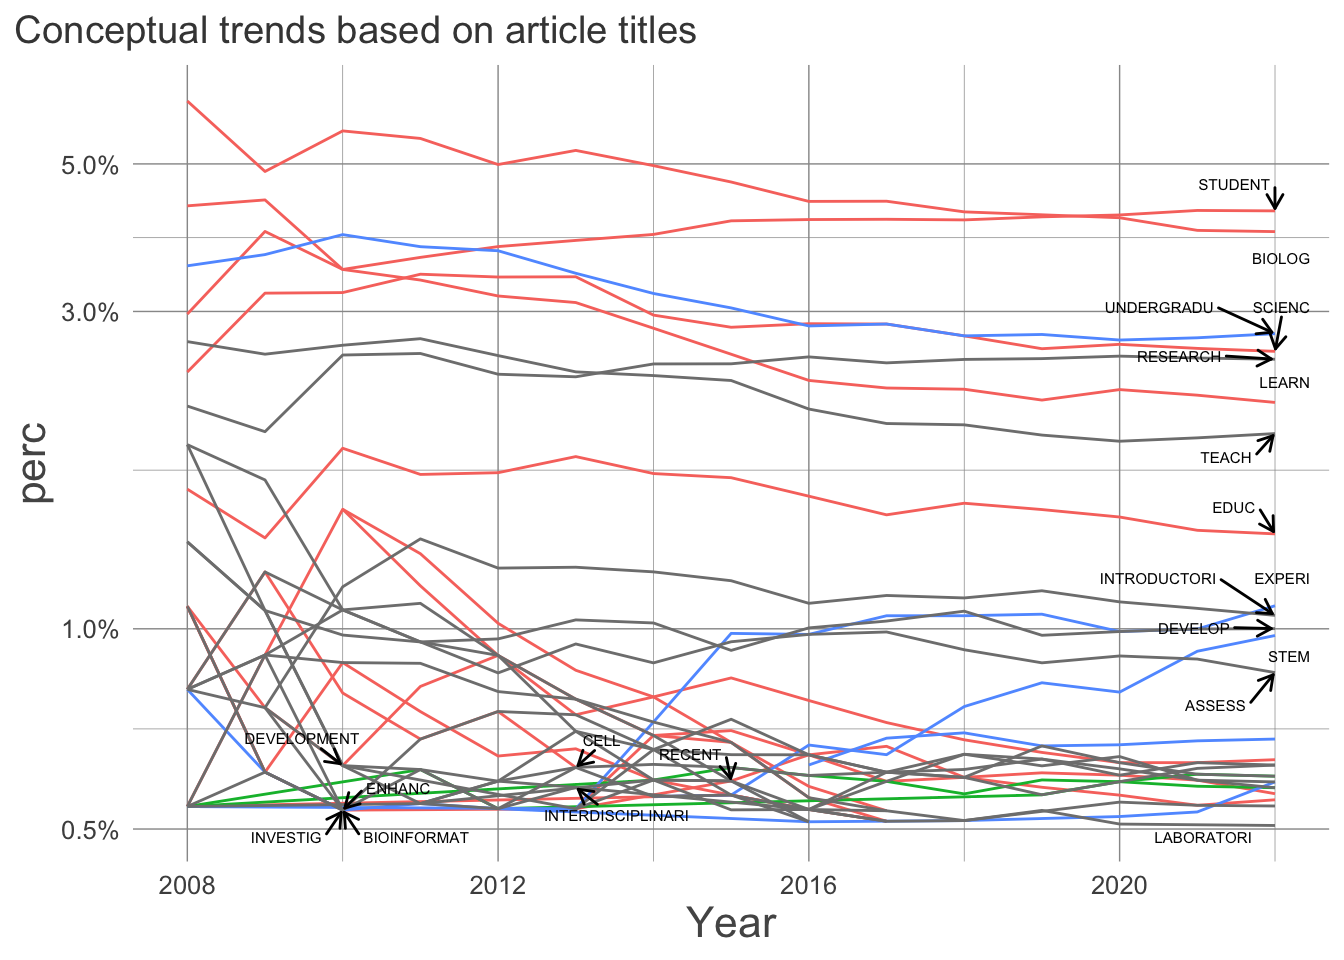 Conceptual trends based on article titles
5.0%
STUDENT
BIOLOG
3.0%
UNDERGRADU
SCIENC
RESEARCH
LEARN
perc
TEACH
EDUC
INTRODUCTORI
EXPERI
1.0%
DEVELOP
STEM
ASSESS
DEVELOPMENT
CELL
RECENT
ENHANC
INTERDISCIPLINARI
0.5%
INVESTIG
BIOINFORMAT
LABORATORI
2008
2012
2016
2020
Year